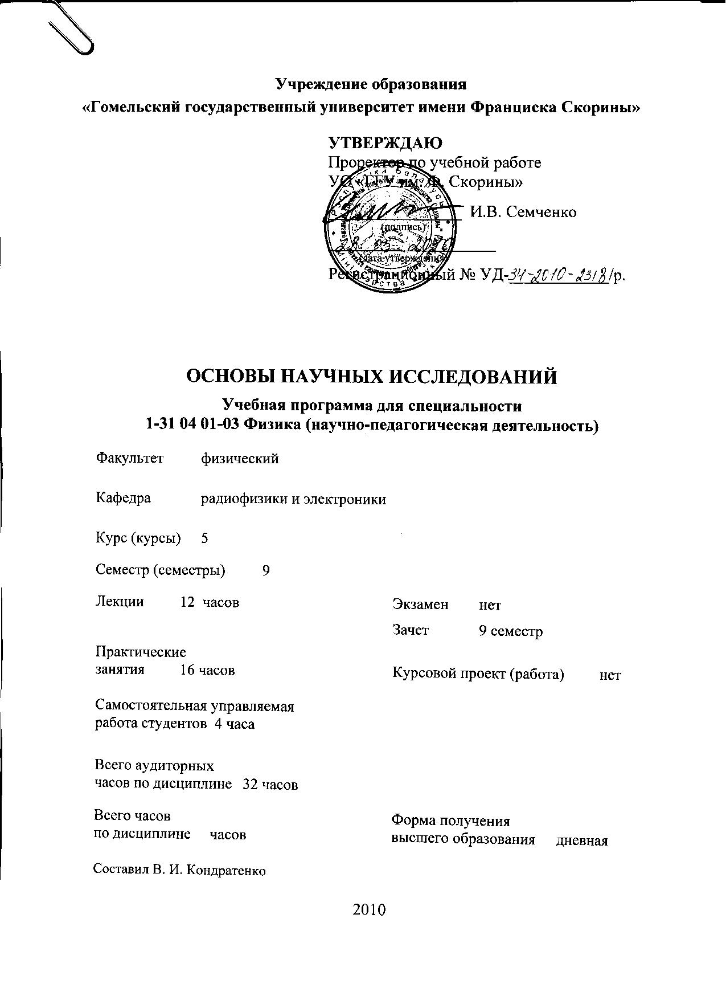 Учреждение образования
«Гомельский государственный университет имени Франциска Скорины»
УТВЕРЖДАЮ
Проректор по учебной работе
УО «ГГУ им. Ф. Скорины»
И.В. Семченко
(подпись)
(дата утверждения)
Регистрационный № УД-34-2010-2318/р.
ОСНОВЫ НАУЧНЫХ ИССЛЕДОВАНИЙ
Учебная программа для специальности
1-31 04 01-03 Физика (научно-педагогическая деятельность)
Факультет физический
Кафедра радиофизики и электроники
Курс (курсы) 5
Семестр (семестры) 9
Лекции 12 часов
Экзамен нет
Зачет 9 семестр
Практические
занятия 16 часов
Курсовой проект (работа) нет
Самостоятельная управляемая
работа студентов 4 часа
Всего аудиторных
часов по дисциплине 32 часов
Всего часов
по дисциплине часов
Форма получения
высшего образования дневная
Составил В. И. Кондратенко
2010